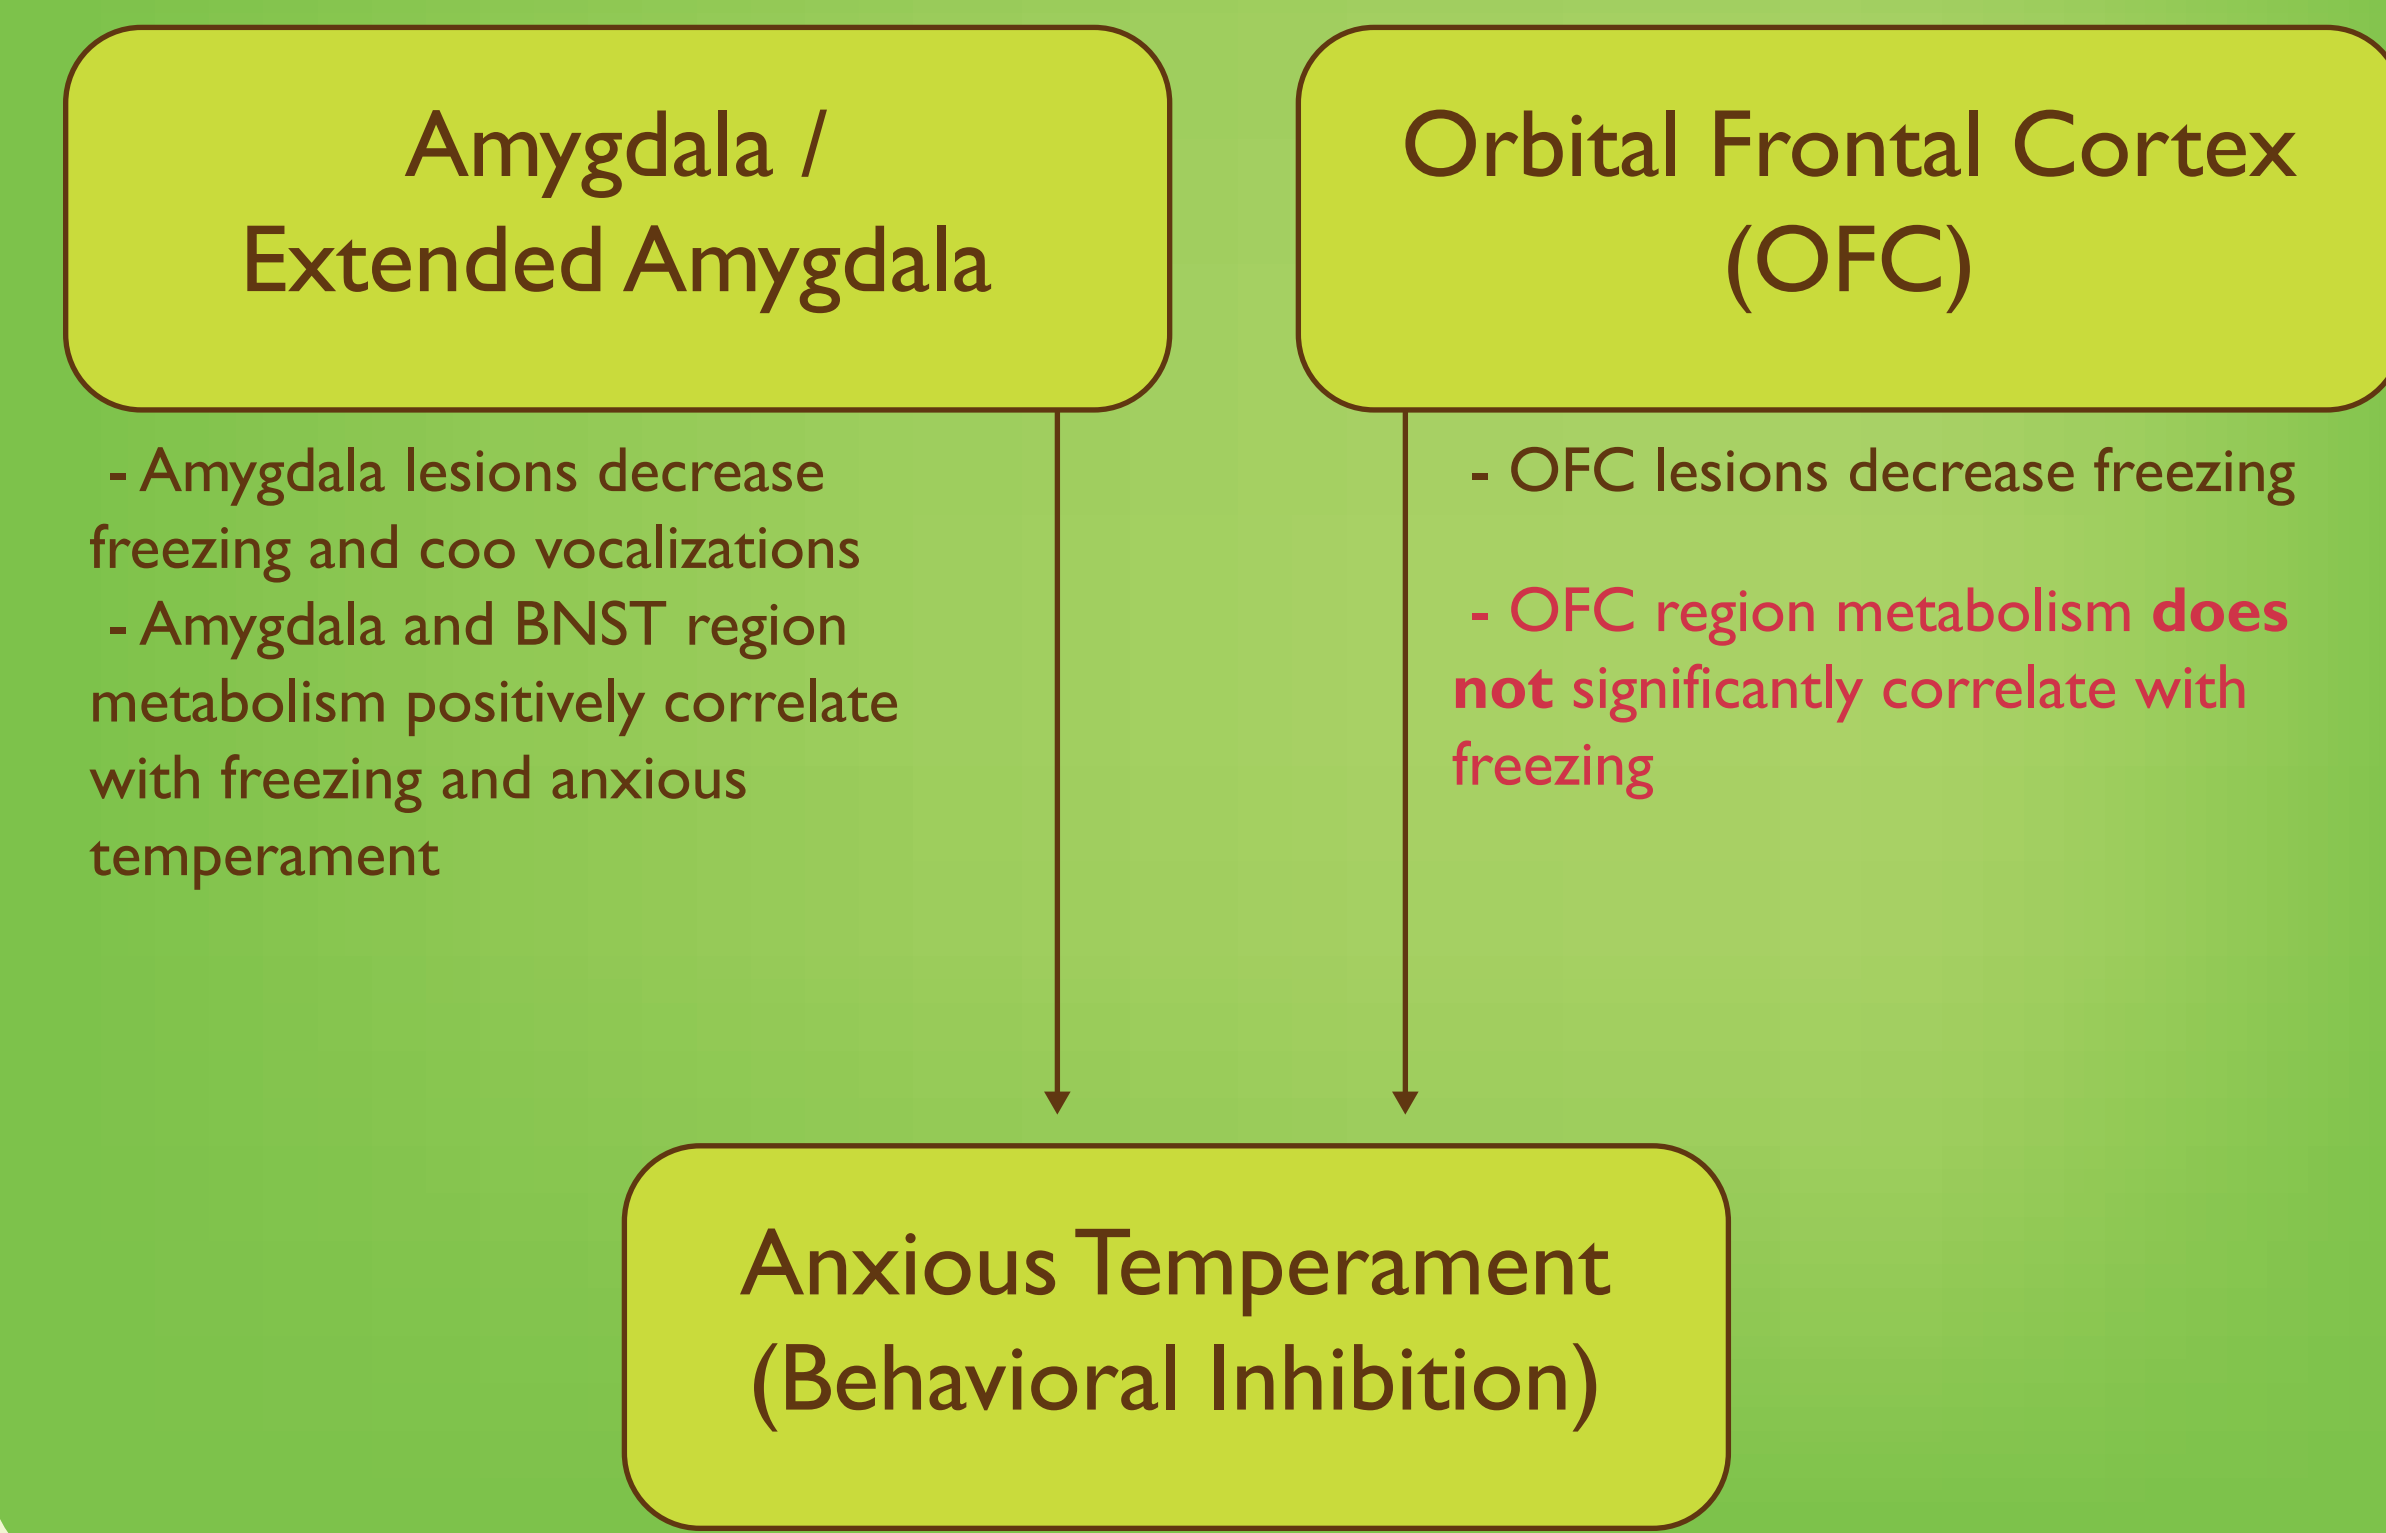 Amygdala /
Extended Amygdala
Orbital Frontal Cortex
(OFC)
- Amygdala lesions decrease
freezing and coo vocalizations
- Amygdala and BNST region
metabolism positively correlate
with freezing and anxious
temperament
- OFC lesions decrease freezing
- OFC region metabolism does
not significantly correlate with
freezing
Anxious Temperament
(Behavioral Inhibition)